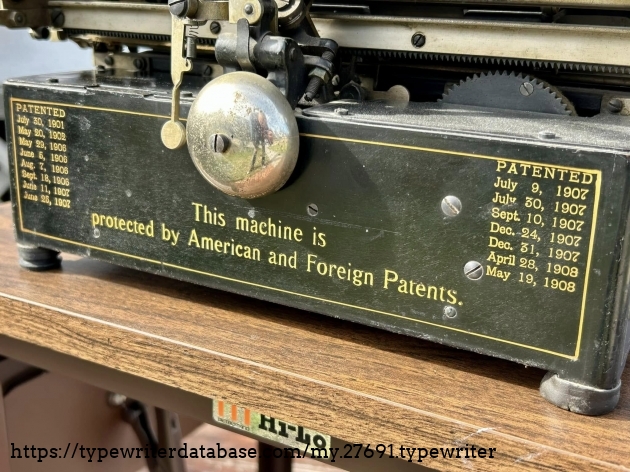 PATENTED
July 30, 1901
May 20, 1902
May 29, 1906
June 5, 1906
Aug. 7, 1906
Sept. 18, 1906
June 11, 1907
June 25, 1907
This machine is
protected by American and Foreign Patents.
PATENTED
July 9, 1907
July 30, 1907
Sept. 10, 1907
Dec. 24, 1907
Dec. 31, 1907
April 28, 1908
May 19, 1908
Hi-Lo
https://typewriterdatabase.com/my.27691.typewriter